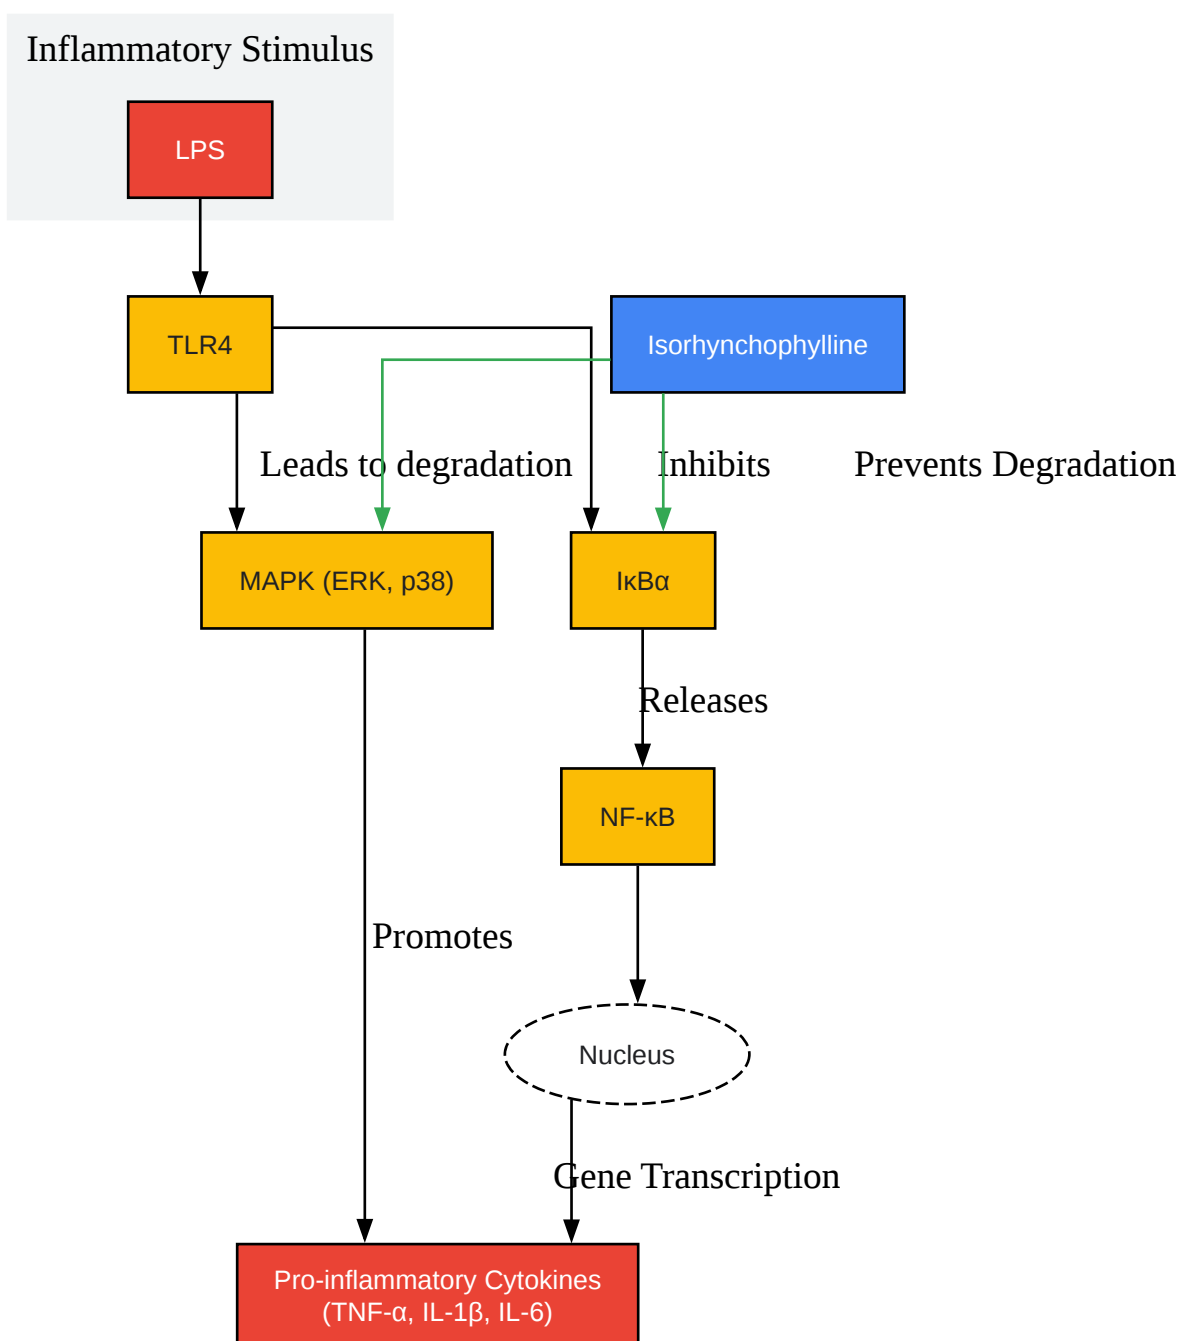 Inflammatory Stimulus
LPS
TLR4
Isorhynchophylline
Leads to degradation
Inhibits
Prevents Degradation
MAPK (ERK, p38)
IκBα
Releases
NF-κB
Promotes
Nucleus
Gene Transcription
Pro-inflammatory Cytokines
(TNF-α, IL-1β, IL-6)